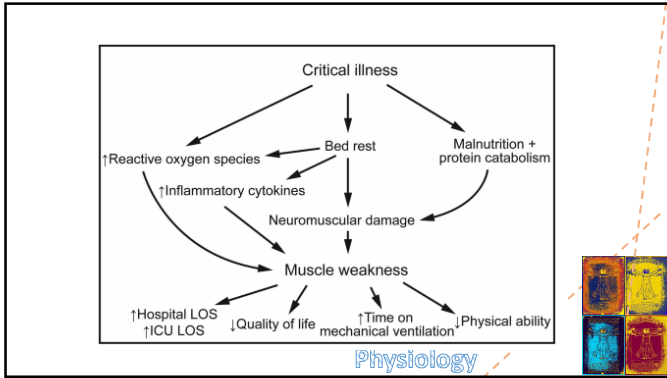 Critical illness
Bed rest
Malnutrition +
protein catabolism
↑Reactive oxygen species
↑Inflammatory cytokines
Neuromuscular damage
Muscle weakness
↑Hospital LOS
↑ICU LOS
↓Quality of life
↑Time on
mechanical ventilation
↓Physical ability
Physiology